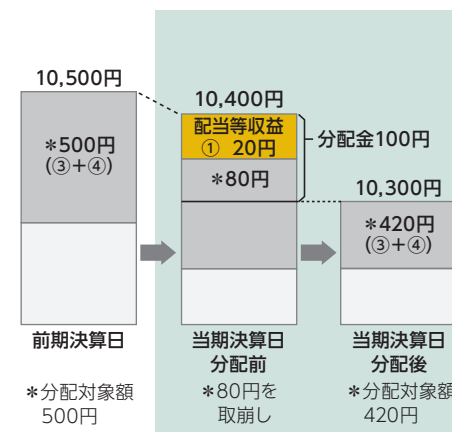 10,500円
＊500円
(③＋④)
前期決算日
＊分配対象額
500円
10,400円
配当等収益
① 20円
＊80円
分配金100円
当期決算日
分配前
＊80円を
取崩し
10,300円
＊420円
(③＋④)
当期決算日
分配後
＊分配対象額
420円